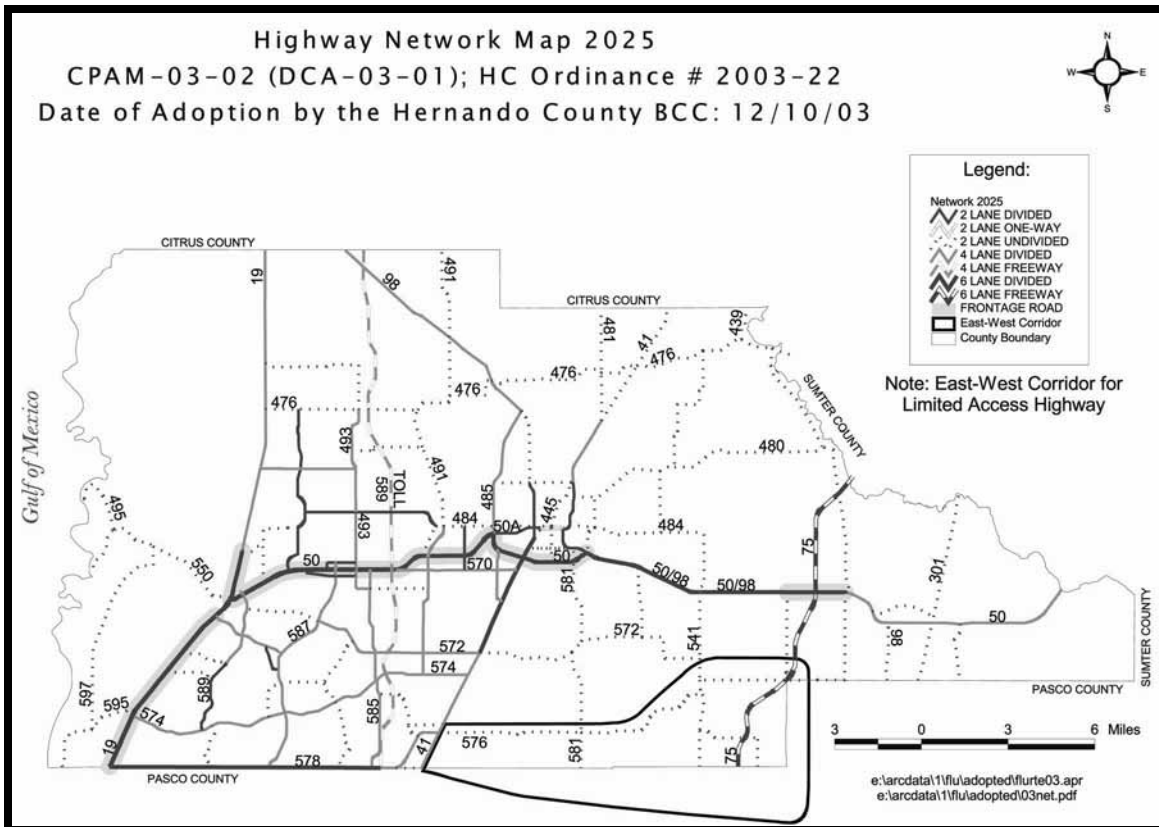 Highway Network Map 2025
CPAM-03-02 (DCA-03-01); HC Ordinance # 2003-22
Date of Adoption by the Hernando County BCC: 12/10/03
N
W
E
S
Legend:
Network 2025
2 LANE DIVIDED
2 LANE ONE-WAY
2 LANE UNDIVIDED
4 LANE DIVIDED
4 LANE FREEWAY
6 LANE DIVIDED
6 LANE FREEWAY
FRONTAGE ROAD
East-West Corridor
County Boundary
Note: East-West Corridor for
Limited Access Highway
CITRUS COUNTY
19
98
491
CITRUS COUNTY
481
41
439
476
476
476
476
SUMTER COUNTY
Gulf of Mexico
493
480
491
TOLL
589
495
485
445
493
484
50A
484
75
550
50
570
50
581
50/98
50/98
301
587
572
572
541
98
50
574
589
597
595
574
585
SUMTER COUNTY
PASCO COUNTY
19
41
576
581
75
578
PASCO COUNTY
3
0
3
6
Miles
e:\arcdata\1\flu\adopted\flurte03.apr
e:\arcdata\1\flu\adopted\03net.pdf